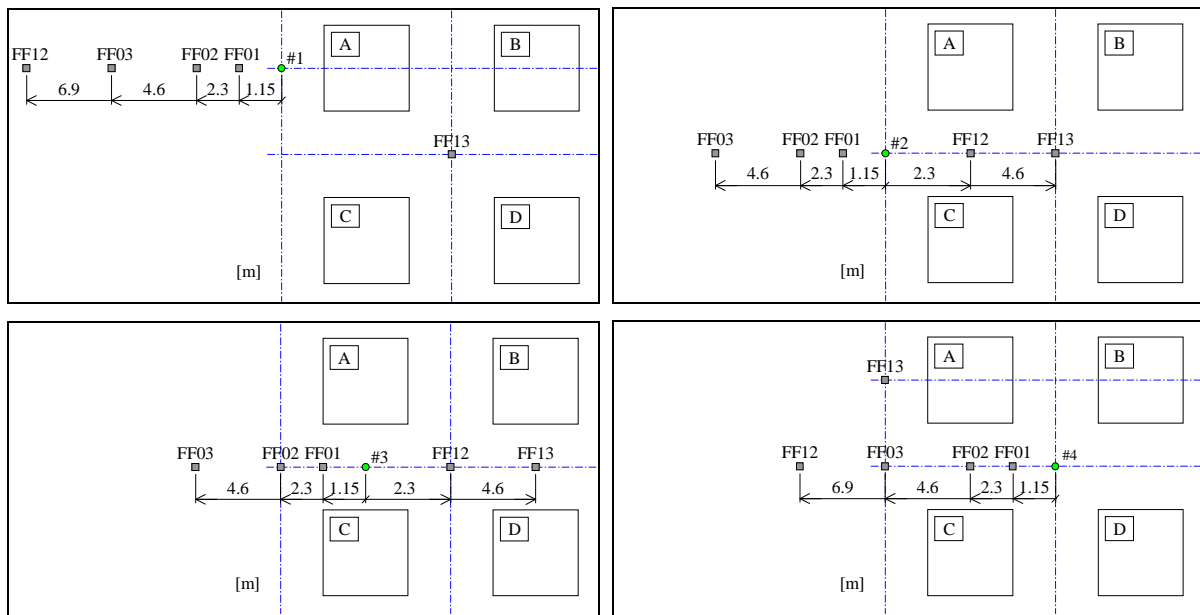 A
B
FF12 FF03 FF02 FF01 #1
6.9 4.6 2.3 1.15
FF13
C
D
[m]
A
B
FF03 FF02 FF01 #2 FF12 FF13
4.6 2.3 1.15 2.3 4.6
C
D
[m]
A
B
FF03 FF02 FF01 #3 FF12 FF13
4.6 2.3 1.15 2.3 4.6
C
D
[m]
A
B
FF13
FF12 FF03 FF02 FF01 #4
6.9 4.6 2.3 1.15
C
D
[m]